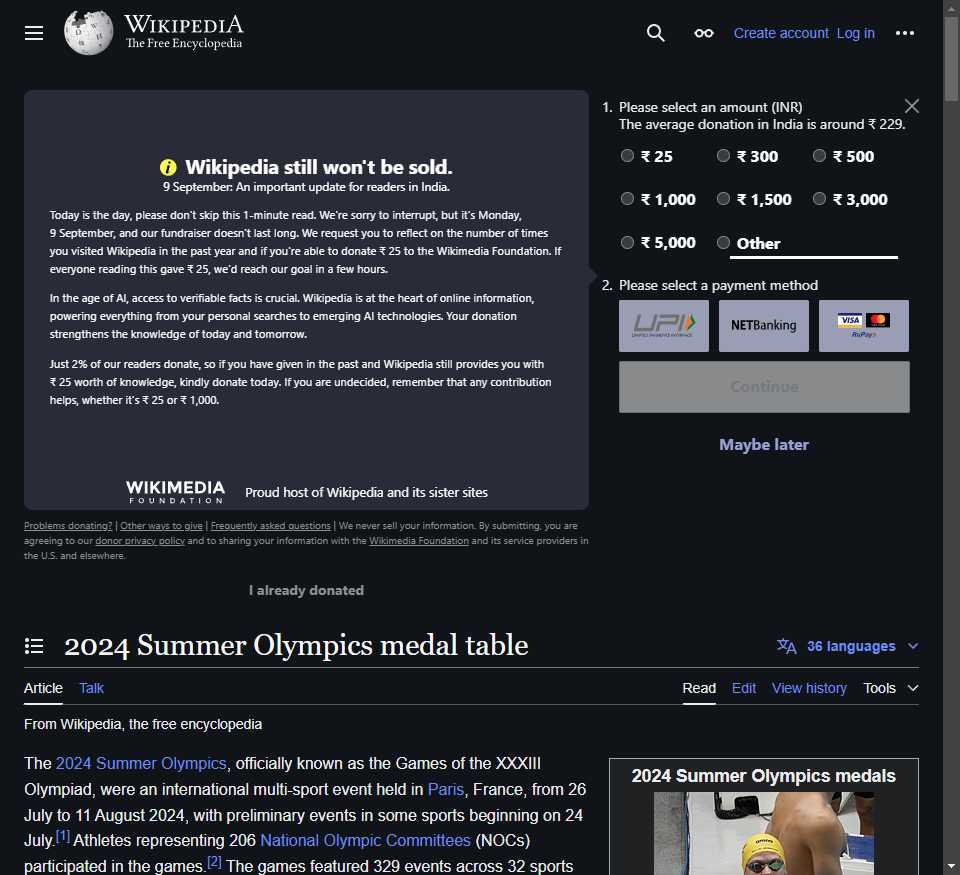 WIKIPEDIA
The Free Encyclopedia
Create account Log in
Wikipedia still won't be sold.
9 September: An important update for readers in India.
Today is the day, please don't skip this 1-minute read. We're sorry to interrupt, but it's Monday,
9 September, and our fundraiser doesn't last long. We request you to reflect on the number of times
you visited Wikipedia in the past year and if you're able to donate ₹ 25 to the Wikimedia Foundation. If
everyone reading this gave ₹ 25, we'd reach our goal in a few hours.
In the age of AI, access to verifiable facts is crucial. Wikipedia is at the heart of online information,
powering everything from your personal searches to emerging AI technologies. Your donation
strengthens the knowledge of today and tomorrow.
Just 2% of our readers donate, so if you have given in the past and Wikipedia still provides you with
₹ 25 worth of knowledge, kindly donate today. If you are undecided, remember that any contribution
helps, whether it's ₹ 25 or ₹ 1,000.
WIKIMEDIA
FOUNDATION
Proud host of Wikipedia and its sister sites
1. Please select an amount (INR)
The average donation in India is around ₹ 229.
₹ 25 ₹ 300 ₹ 500
₹ 1,000 ₹ 1,500 ₹ 3,000
₹ 5,000 Other
2. Please select a payment method
UPI
UNIFIED PAYMENTS INTERFACE
NETBanking
VISA mastercard
RuPay
Continue
Maybe later
Problems donating? | Other ways to give | Frequently asked questions | We never sell your information. By submitting, you are
agreeing to our donor privacy policy and to sharing your information with the Wikimedia Foundation and its service providers in
the U.S. and elsewhere.
I already donated
2024 Summer Olympics medal table
36 languages
Article Talk
Read Edit View history Tools
From Wikipedia, the free encyclopedia
The 2024 Summer Olympics, officially known as the Games of the XXXIII
Olympiad, were an international multi-sport event held in Paris, France, from 26
July to 11 August 2024, with preliminary events in some sports beginning on 24
July.[1] Athletes representing 206 National Olympic Committees (NOCs)
participated in the games.[2] The games featured 329 events across 32 sports
2024 Summer Olympics medals